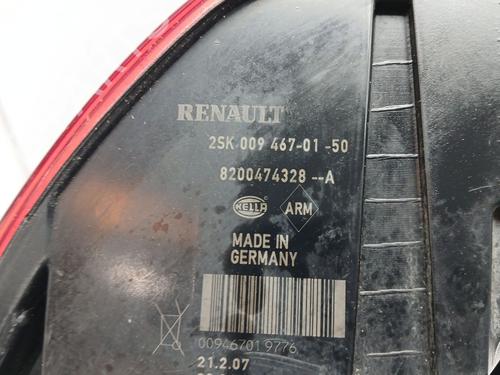 RENAULT
2SK 009 467-01 -50
8200474328 --A
HELLA ARM
MADE IN
GERMANY
009467019776
21.2.07